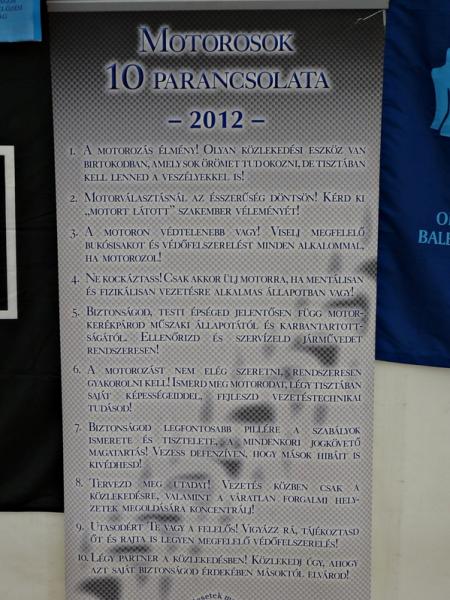 MOTOROSOK
10 PARANCSOLATA
– 2012 –
1. A MOTOROZÁS ÉLMÉNY! OLYAN KÖZLEKEDÉSI ESZKÖZ VAN
BIRTOKODBAN, AMELY SOK ÖRÖMET TUD OKOZNI, DE TISZTÁBAN
KELL LENNED A VESZÉLYEKKEL IS!
2. MOTORVÁLASZTÁSNÁL AZ ÉSSZERŰSÉG DÖNTSÖN! KÉRD KI
„MOTORT LÁTOTT” SZAKEMBER VÉLEMÉNYÉT!
3. A MOTORON VÉDTELENEBB VAGY! VISELJ MEGFELELŐ
BUKÓSISAKOT ÉS VÉDŐFELSZERELÉST MINDEN ALKALOMMAL,
HA MOTOROZOL!
4. NE KOCKÁZTASS! CSAK AKKOR ÜLJ MOTORRA, HA MENTÁLISAN
ÉS FIZIKÁLISAN VEZETÉSRE ALKALMAS ÁLLAPOTBAN VAGY!
5. BIZTONSÁGOD, TESTI ÉPSÉGED JELENTŐSEN FÜGG MOTOR-
KERÉKPÁROD MŰSZAKI ÁLLAPOTÁTÓL ÉS KARBANTARTOTT-
SÁGÁTÓL. ELLENŐRIZD ÉS SZERVÍZELD JÁRMŰVEDET
RENDSZERESEN!
6. A MOTOROZÁST NEM ELÉG SZERETNI, RENDSZERESEN
GYAKOROLNI KELL! ISMERD MEG MOTORODAT, LÉGY TISZTÁBAN
SAJÁT KÉPESSÉGEIDDEL, FEJLESZD VEZETÉSTECHNIKAI
TUDÁSOD!
7. BIZTONSÁGOD LEGFONTOSABB PILLÉRE A SZABÁLYOK
ISMERETE ÉS TISZTELETE, A MINDENKORI JOGKÖVETŐ
MAGATARTÁS! VEZESS DEFENZÍVEN, HOGY MÁSOK HIBÁIT IS
KIVÉDHESD!
8. TERVEZD MEG UTADAT! VEZETÉS KÖZBEN CSAK A
KÖZLEKEDÉSRE, VALAMINT A VÁRATLAN FORGALMI HELY-
ZETEK MEGOLDÁSÁRA KONCENTRÁLJ!
9. UTASODÉRT TE VAGY A FELELŐS! VIGYÁZZ RÁ, TÁJÉKOZTASD
ŐT ÉS RAJTA IS LEGYEN MEGFELELŐ VÉDŐFELSZERELÉS!
10. LÉGY PARTNER A KÖZLEKEDÉSBEN! KÖZLEKEDJ ÚGY, AHOGY
AZT SAJÁT BIZTONSÁGOD ÉRDEKÉBEN MÁSOKTÓL ELVÁROD!